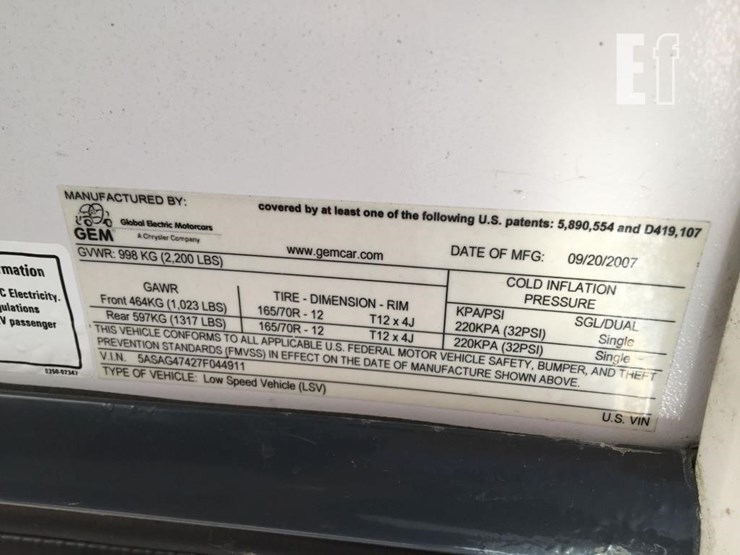 Ef
MANUFACTURED BY:
covered by at least one of the following U.S. patents: 5,890,554 and D419,107
GEM
Global Electric Motorcars
A Chrysler Company
www.gemcar.com
DATE OF MFG: 09/20/2007
GVWR: 998 KG (2,200 LBS)
GAWR
TIRE - DIMENSION - RIM
COLD INFLATION
PRESSURE
KPA/PSI SGL/DUAL
Front 464KG (1,023 LBS) 165/70R - 12 T12 x 4J 220KPA (32PSI) Single
Rear 597KG (1317 LBS) 165/70R - 12 T12 x 4J 220KPA (32PSI) Single
THIS VEHICLE CONFORMS TO ALL APPLICABLE U.S. FEDERAL MOTOR VEHICLE SAFETY, BUMPER, AND THEFT
PREVENTION STANDARDS (FMVSS) IN EFFECT ON THE DATE OF MANUFACTURE SHOWN ABOVE.
V.I.N. 5ASAG47427F044911
TYPE OF VEHICLE: Low Speed Vehicle (LSV)
U.S. VIN
mation
C Electricity.
gulations
V passenger